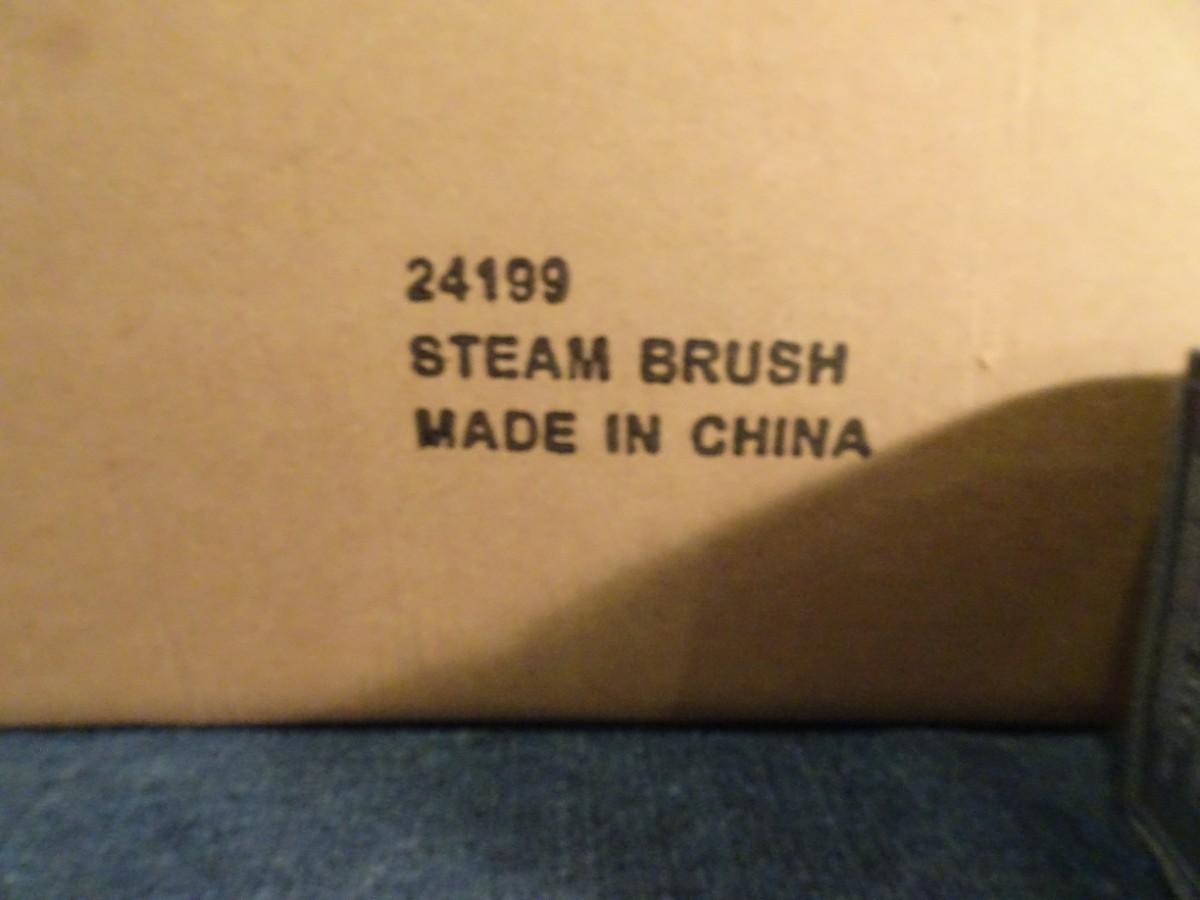 24199
STEAM BRUSH
MADE IN CHINA